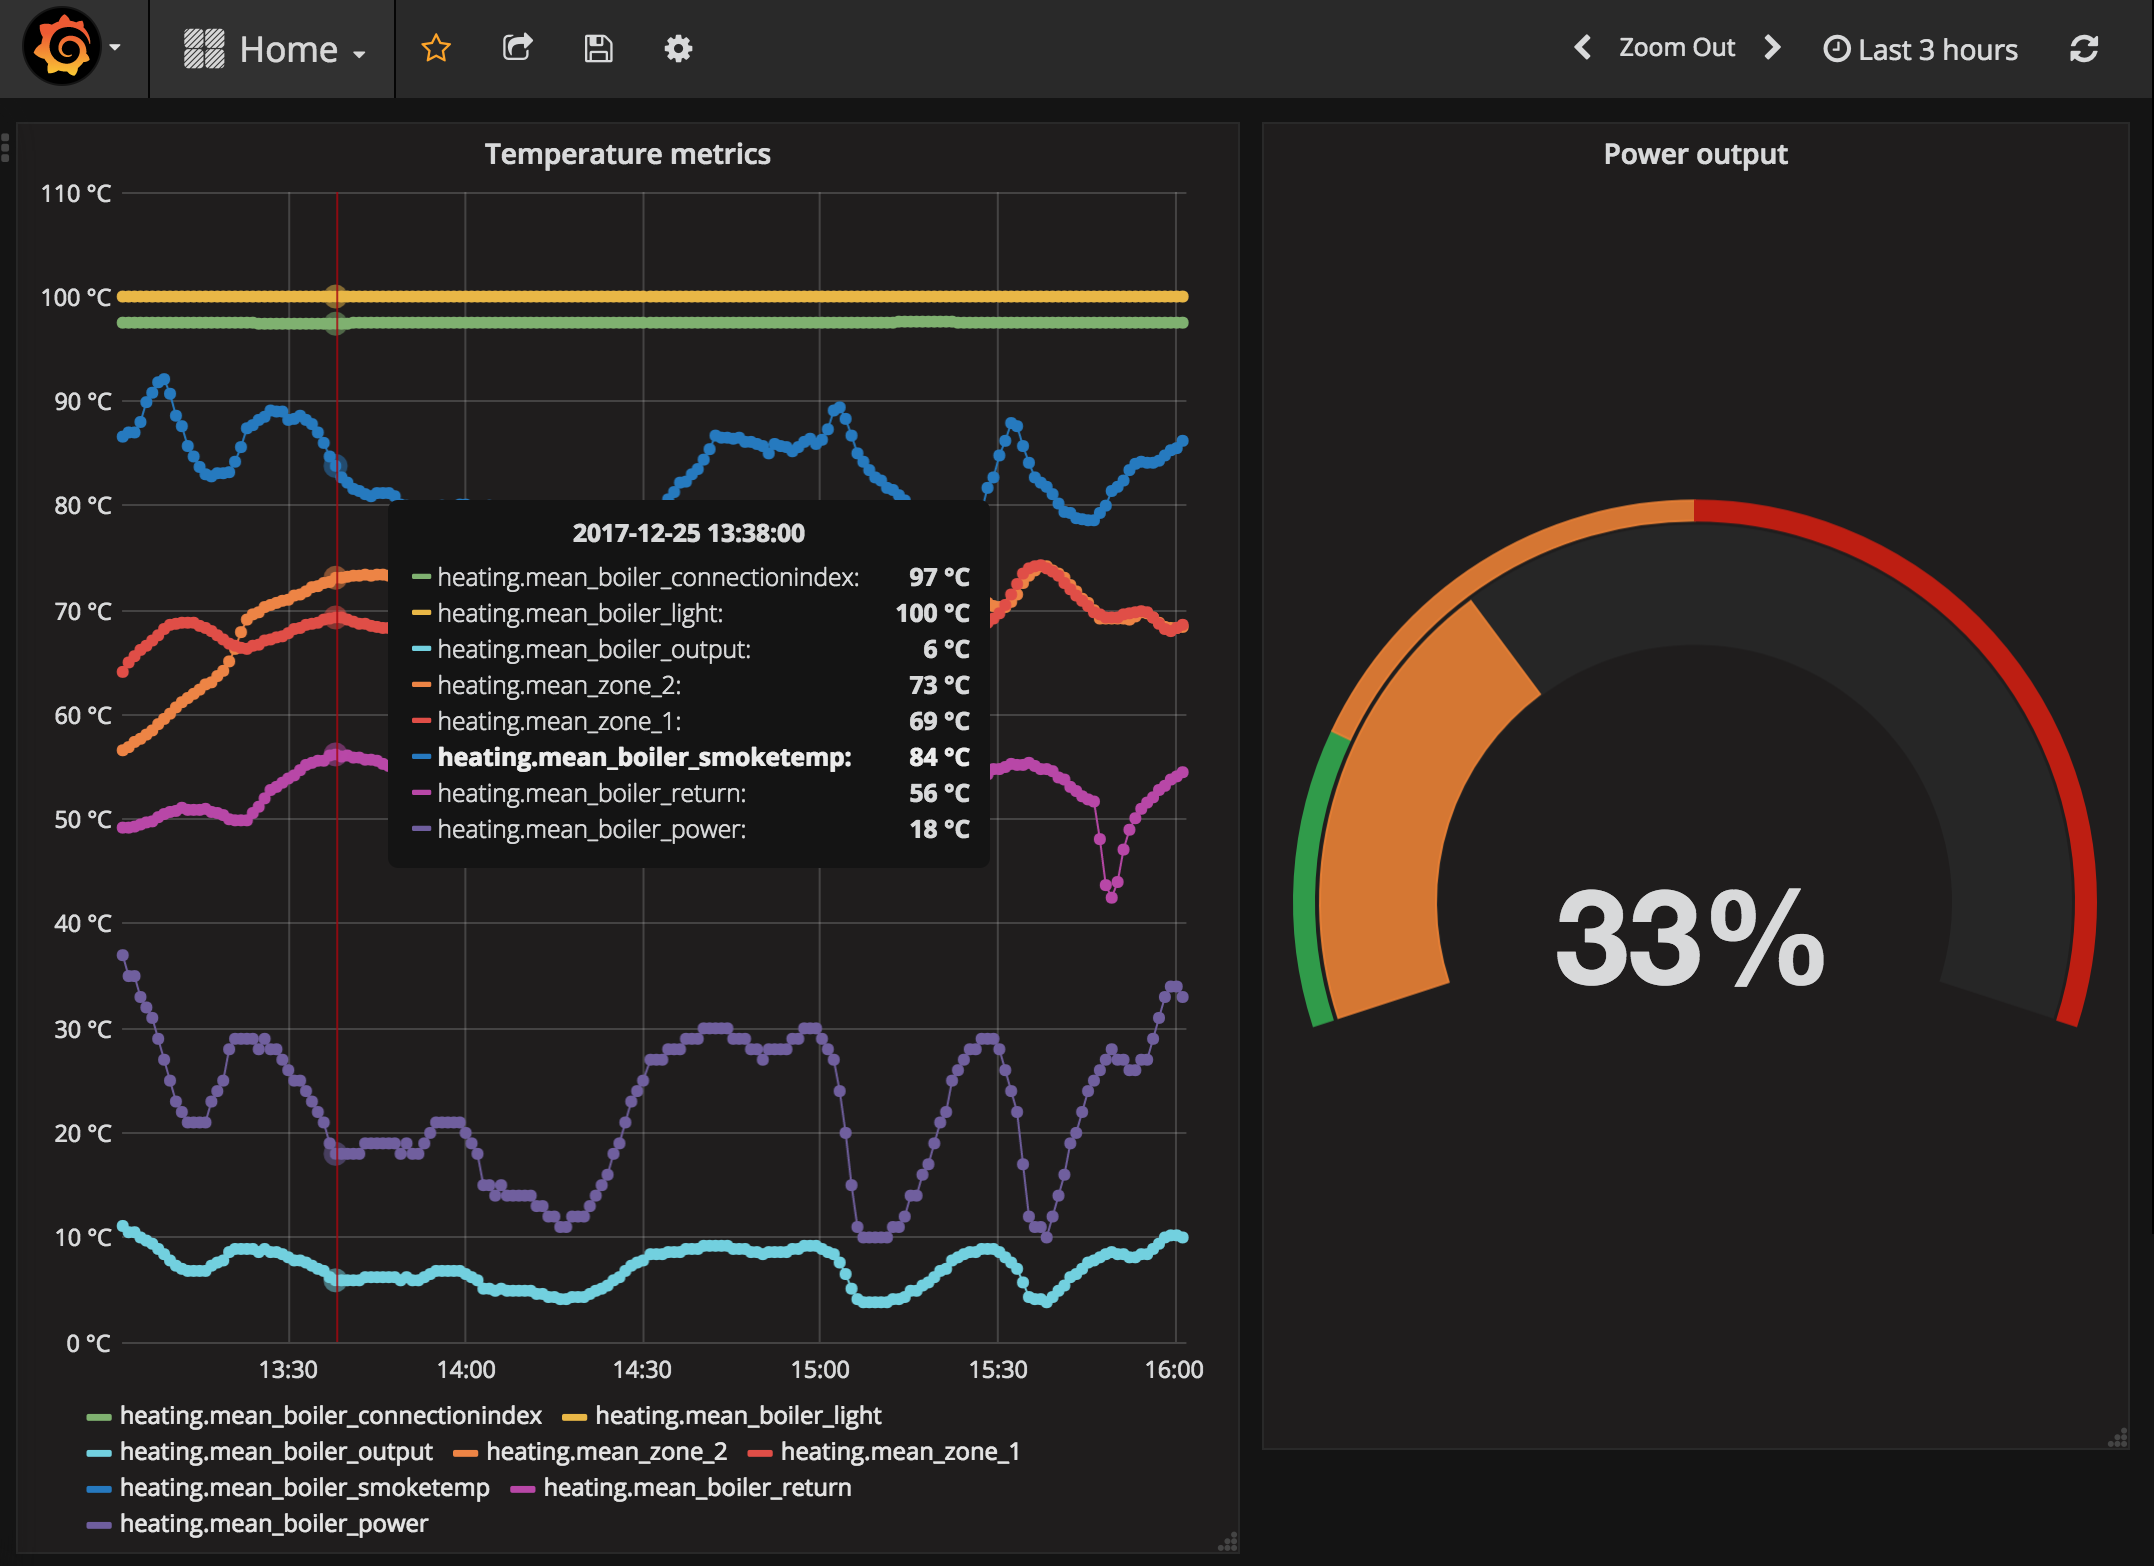 Home
Zoom Out
Last 3 hours
Temperature metrics
110 °C
100 °C
90 °C
80 °C
70 °C
60 °C
50 °C
40 °C
30 °C
20 °C
10 °C
0 °C
13:30 14:00 14:30 15:00 15:30 16:00
2017-12-25 13:38:00
heating.mean_boiler_connectionindex: 97 °C
heating.mean_boiler_light: 100 °C
heating.mean_boiler_output: 6 °C
heating.mean_zone_2: 73 °C
heating.mean_zone_1: 69 °C
heating.mean_boiler_smoketemp: 84 °C
heating.mean_boiler_return: 56 °C
heating.mean_boiler_power: 18 °C
heating.mean_boiler_connectionindex heating.mean_boiler_light
heating.mean_boiler_output heating.mean_zone_2 heating.mean_zone_1
heating.mean_boiler_smoketemp heating.mean_boiler_return
heating.mean_boiler_power
Power output
33%